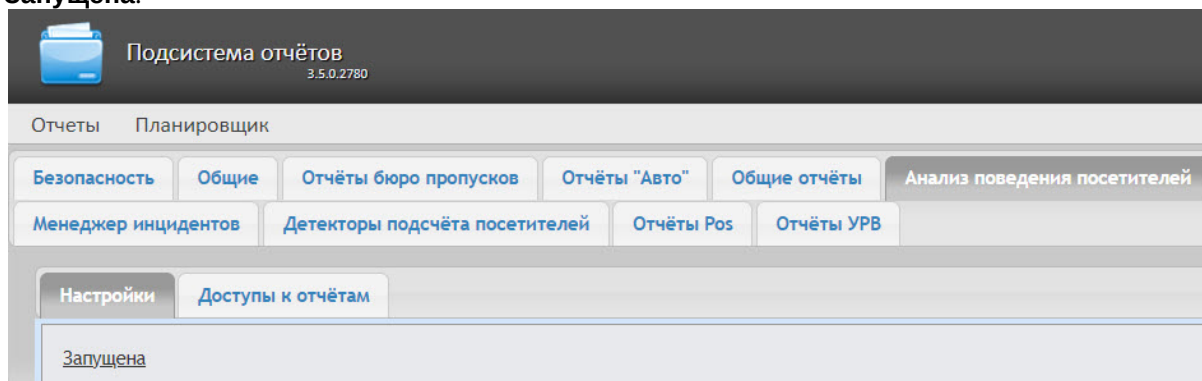 Запущена.
Подсистема отчётов
3.5.0.2780
Отчеты Планировщик
Безопасность Общие Отчёты бюро пропусков Отчёты "Авто" Общие отчёты Анализ поведения посетителей
Менеджер инцидентов Детекторы подсчёта посетителей Отчёты Pos Отчёты УРВ
Настройки Доступы к отчётам
Запущена